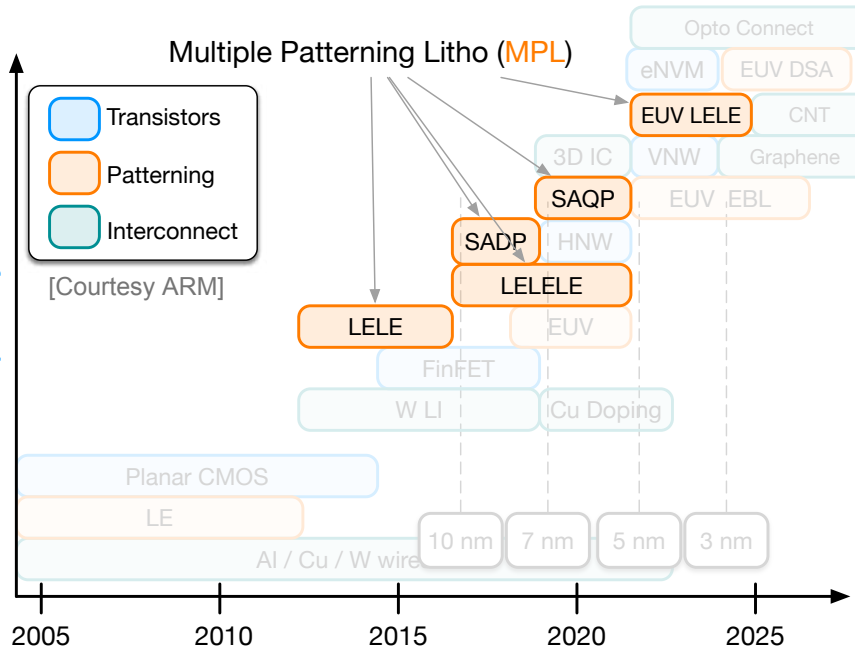 Opto Connect
Multiple Patterning Litho (MPL)
eNVM
EUV DSA
Transistors
EUV LELE
CNT
Patterning
3D IC
VNW
Graphene
SAQP
EUV EBL
Interconnect
SADP
HNW
[Courtesy ARM]
LELELE
LELE
EUV
FinFET
W LI
Cu Doping
Planar CMOS
LE
10 nm
7 nm
5 nm
3 nm
Al / Cu / W wire
2005
2010
2015
2020
2025